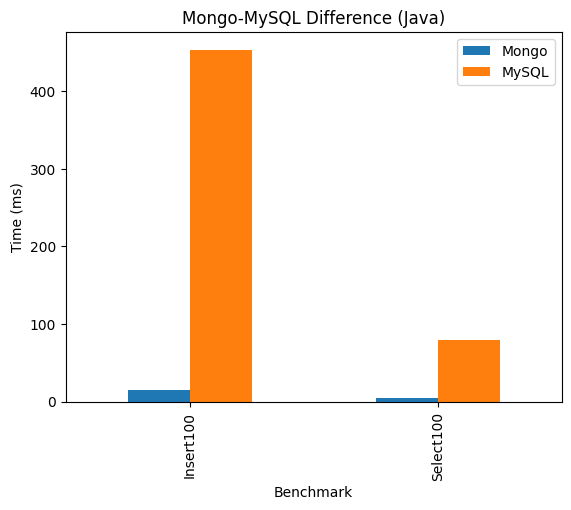 Mongo-MySQL Difference (Java)
Mongo
MySQL
Time (ms)
400
300
200
100
0
Insert100
Select100
Benchmark